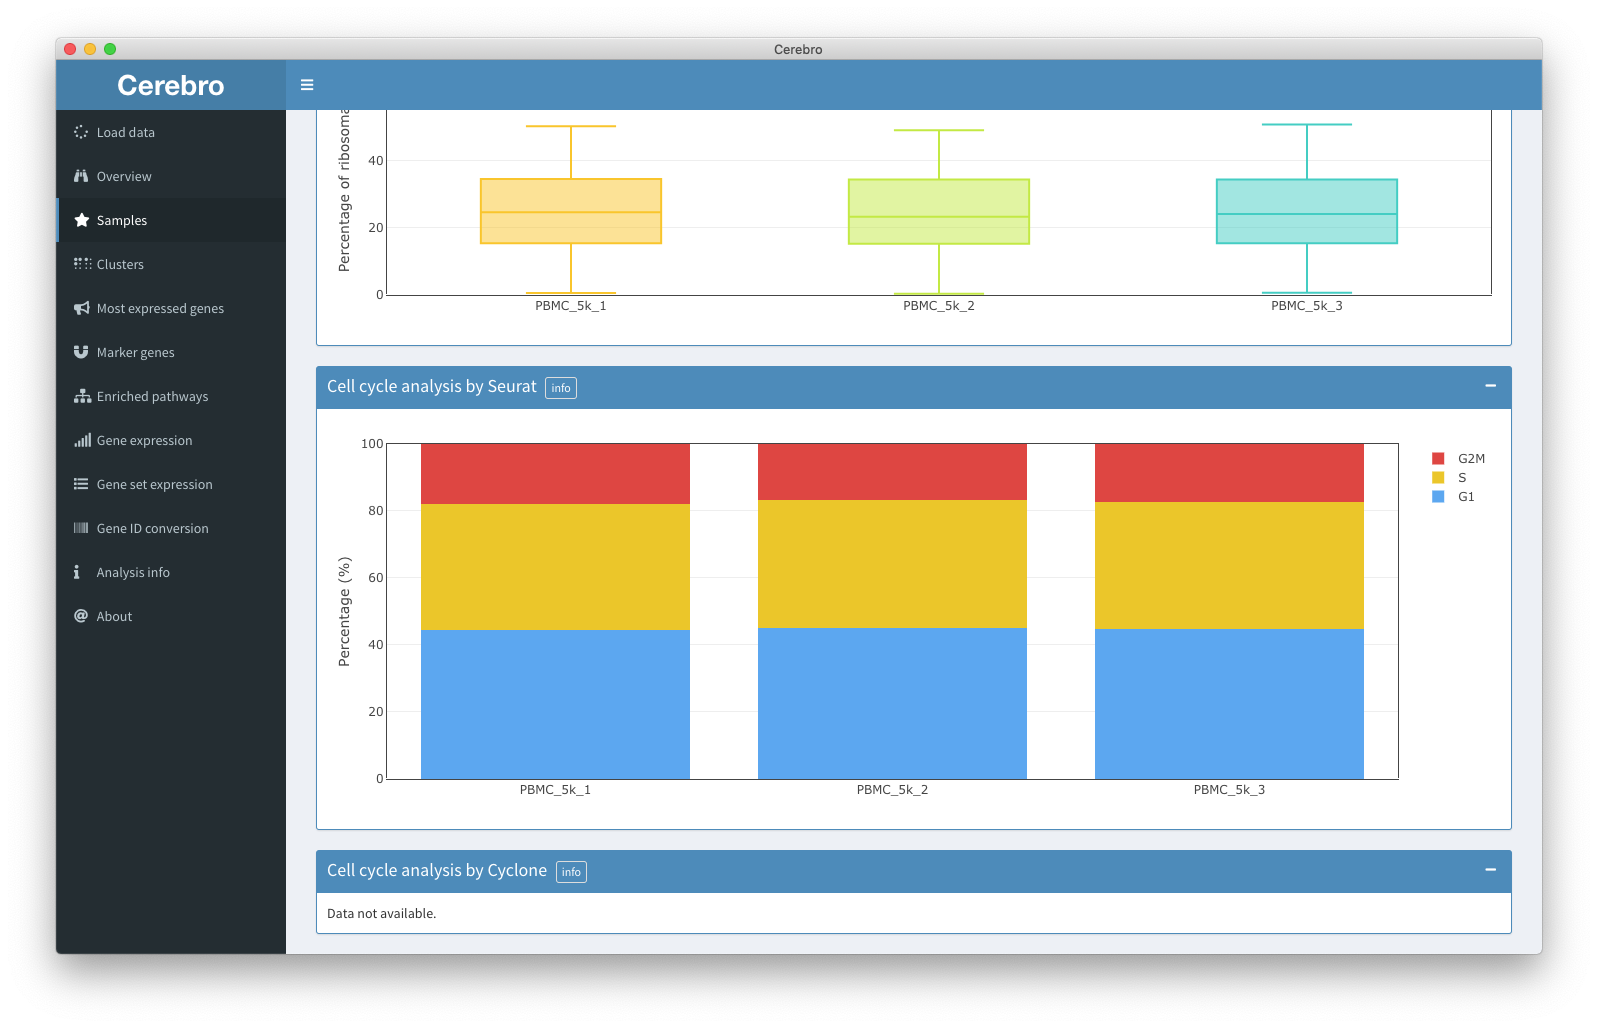 Cerebro
Cerebro
Load data
Overview
Samples
Clusters
Most expressed genes
Marker genes
Enriched pathways
Gene expression
Gene set expression
Gene ID conversion
Analysis info
About
Percentage of
40
20
0
PBMC_5k_1 PBMC_5k_2 PBMC_5k_3
Cell cycle analysis by Seurat info
Percentage (%)
100
80
60
40
20
0
PBMC_5k_1 PBMC_5k_2 PBMC_5k_3
G2M
S
G1
Cell cycle analysis by Cyclone info
Data not available.